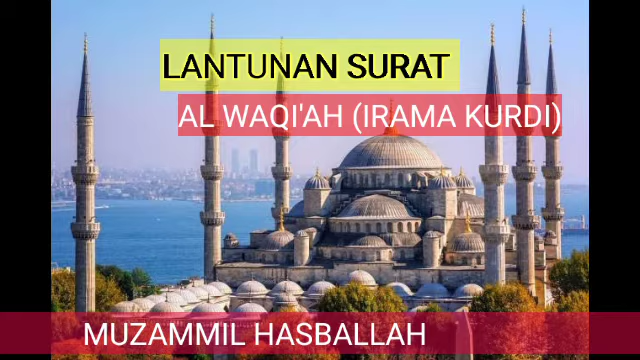 LANTUNAN SURAT
AL WAQI'AH (IRAMA KURDI)
MUZAMMIL HASBALLAH